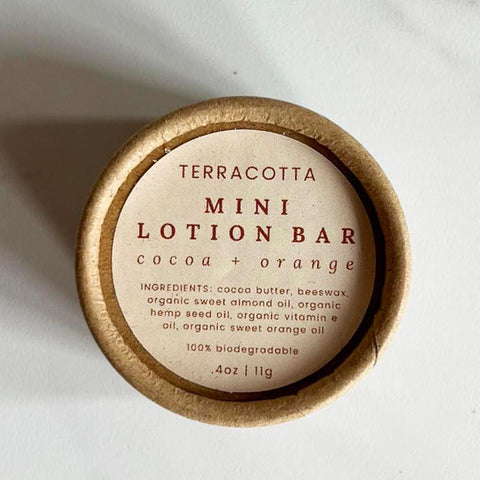 TERRACOTTA
MINI
LOTION BAR
cocoa + orange
INGREDIENTS: cocoa butter, beeswax,
organic sweet almond oil, organic
hemp seed oil, organic vitamin e
oil, organic sweet orange oil
100% biodegradable
.4oz | 11g